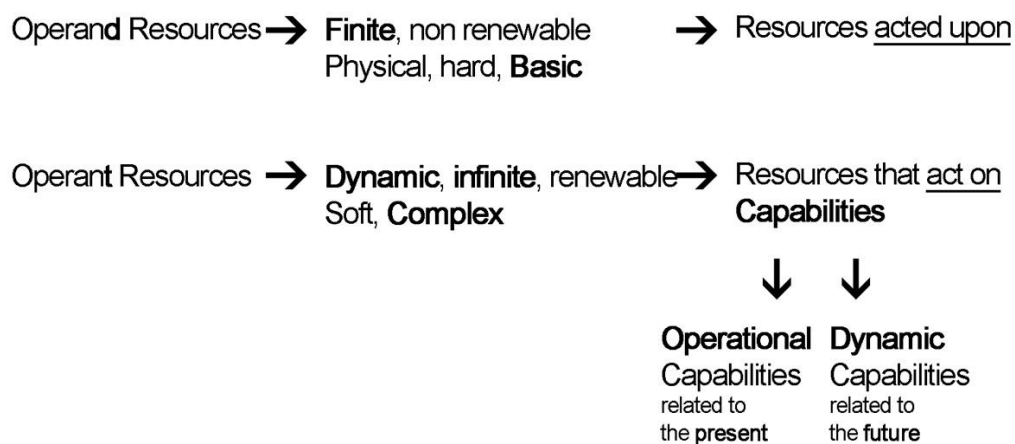 Operand Resources → Finite, non renewable → Resources acted upon
Physical, hard, Basic
Operant Resources → Dynamic, infinite, renewable → Resources that act on
Soft, Complex Capabilities
Operational Dynamic
Capabilities Capabilities
related to related to
the present the future